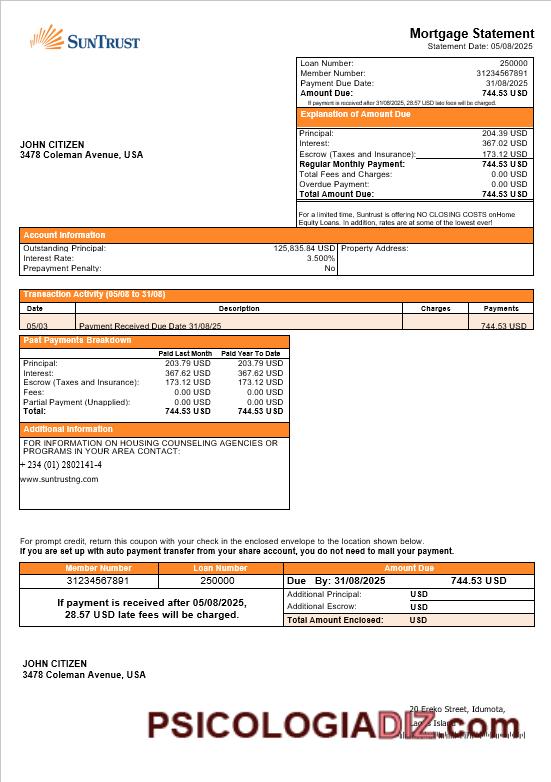 SUNTRUST
Mortgage Statement
Statement Date: 05/08/2025
Loan Number: 250000
Member Number: 31234567891
Payment Due Date: 31/08/2025
Amount Due: 744.53 USD
If payment is received after 31/08/2025, 28.57 USD late fees will be charged.
Explanation of Amount Due
Principal: 204.39 USD
Interest: 367.02 USD
Escrow (Taxes and Insurance): 173.12 USD
Regular Monthly Payment: 744.53 USD
Total Fees and Charges: 0.00 USD
Overdue Payment: 0.00 USD
Total Amount Due: 744.53 USD
For a limited time, Suntrust is offering NO CLOSING COSTS onHome
Equity Loans. In addition, rates are at some of the lowest ever!
JOHN CITIZEN
3478 Coleman Avenue, USA
Account Information
Outstanding Principal: 125,835.84 USD Property Address:
Interest Rate: 3.500%
Prepayment Penalty: No
Transaction Activity (05/08 to 31/08)
Date Description Charges Payments
05/03 Payment Received Due Date 31/08/25 744.53 USD
Past Payments Breakdown
Paid Last Month Paid Year To Date
Principal: 203.79 USD 203.79 USD
Interest: 367.62 USD 367.62 USD
Escrow (Taxes and Insurance): 173.12 USD 173.12 USD
Fees: 0.00 USD 0.00 USD
Partial Payment (Unapplied): 0.00 USD 0.00 USD
Total: 744.53 USD 744.53 USD
Additional Information
FOR INFORMATION ON HOUSING COUNSELING AGENCIES OR
PROGRAMS IN YOUR AREA CONTACT:
+ 234 (01) 2802141-4
www.suntrustng.com
For prompt credit, return this coupon with your check in the enclosed envelope to the location shown below.
If you are set up with auto payment transfer from your share account, you do not need to mail your payment.
Member Number Loan Number Amount Due
31234567891 250000 Due By: 31/08/2025 744.53 USD
If payment is received after 05/08/2025,
28.57 USD late fees will be charged.
Additional Principal: USD
Additional Escrow: USD
Total Amount Enclosed: USD
JOHN CITIZEN
3478 Coleman Avenue, USA
20 Ereko Street, Idumota,
Lagos Island
PSICOLOGIADIZ.com